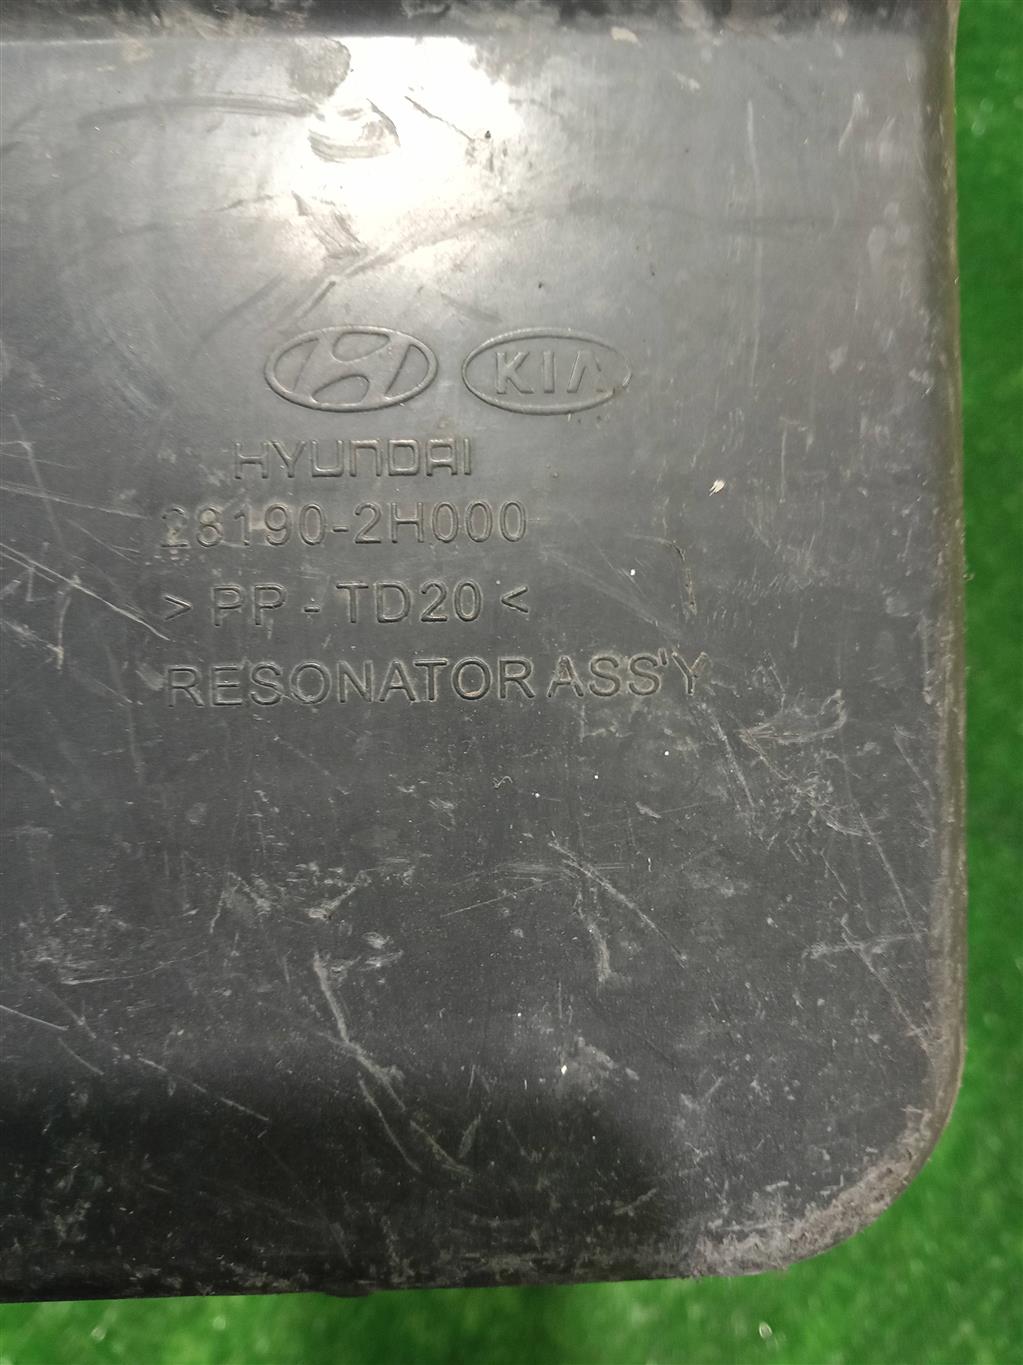 KIA
HYUNDAI
28190-2H000
> PP - TD20 <
RESONATOR ASS'Y